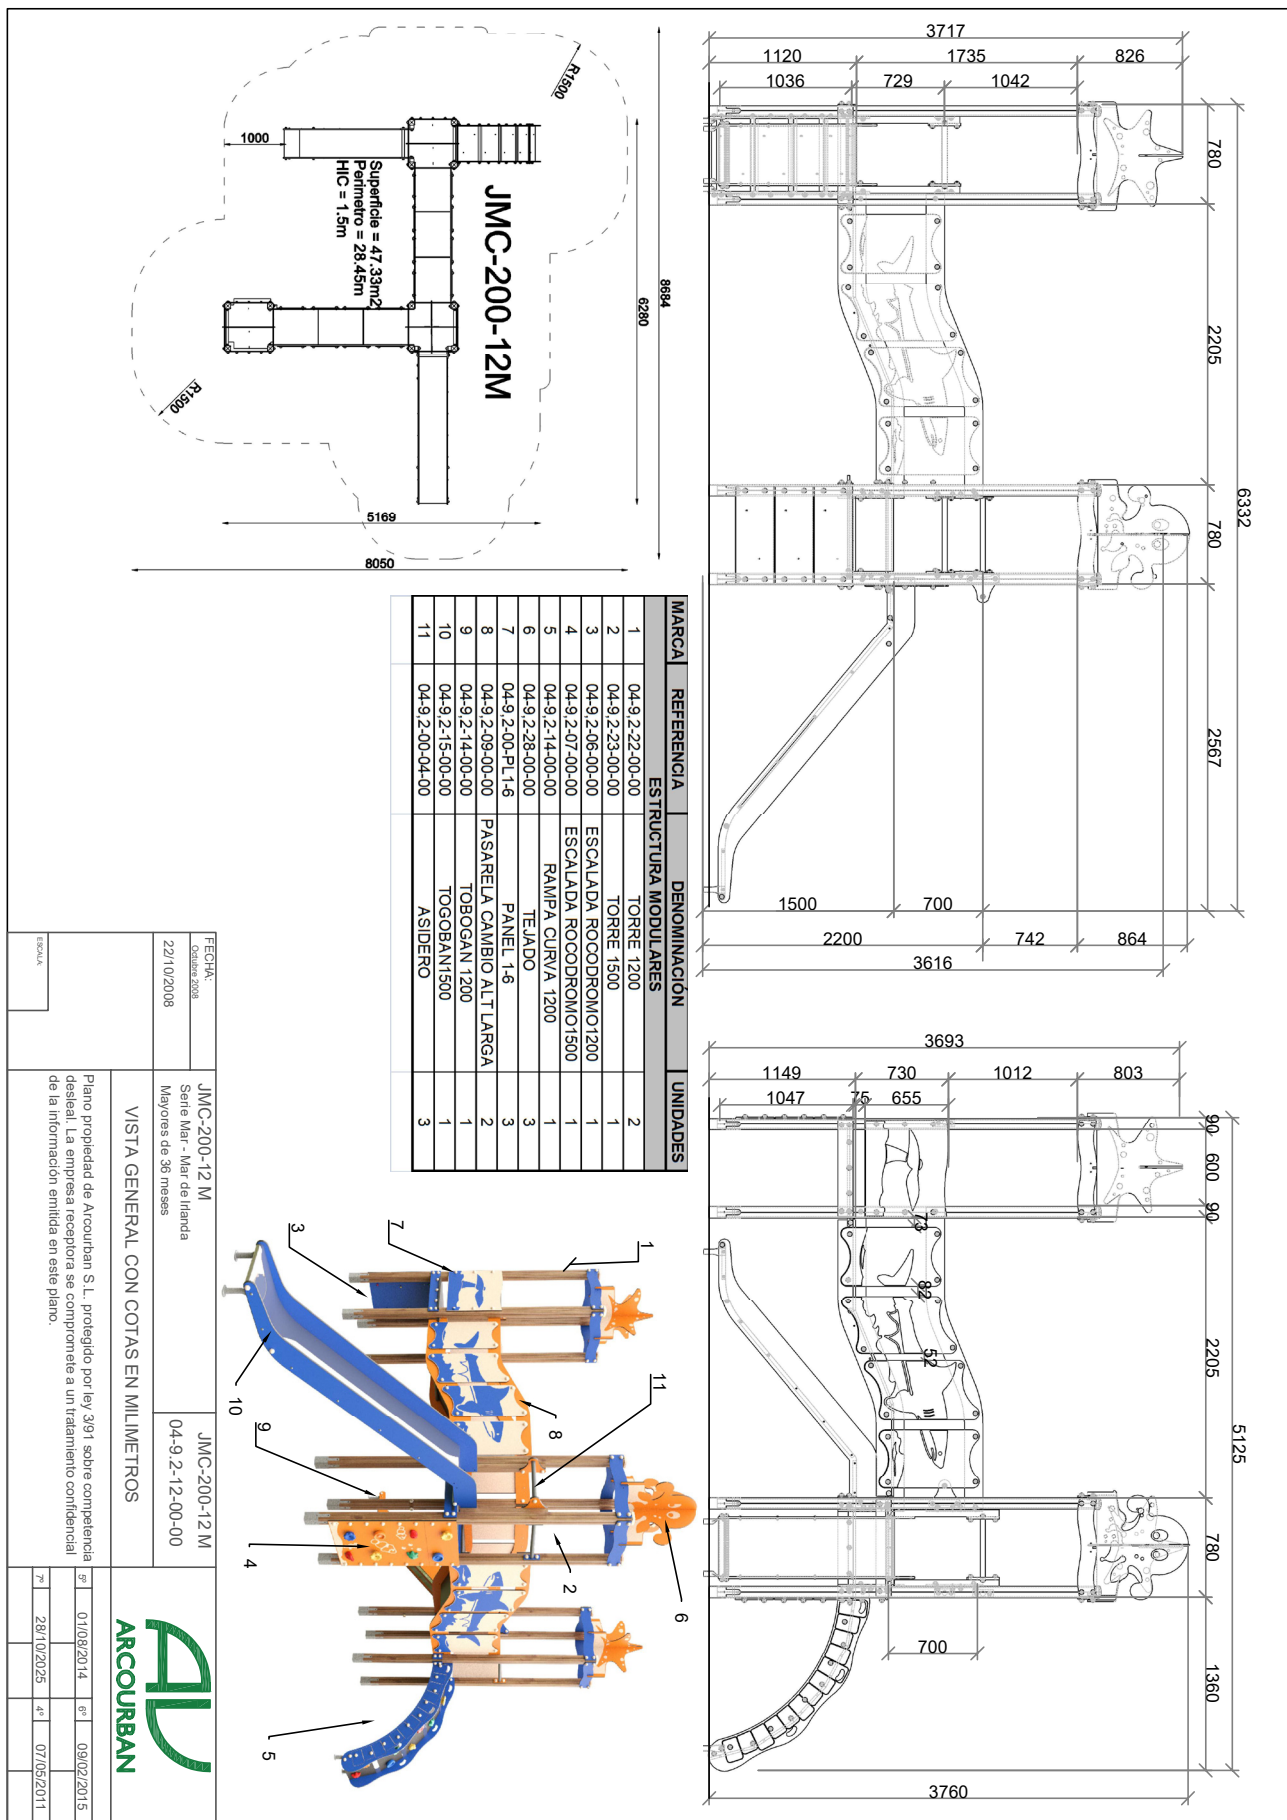 3717
1120
1735
826
1036
729
1042
780
2205
780
2567
6332
1500
700
2200
742
864
3616
3693
1149
730
1012
803
1047
75
655
90
600
90
73
82
52
2205
780
1360
5125
700
3760
R1500
1000
JMC-200-12M
Superficie = 47.33m2
Perimetro = 28.45m
HIC = 1.5m
6280
8684
R1500
5169
8050
MARCA REFERENCIA DENOMINACIÓN UNIDADES
ESTRUCTURA MODULARES
1 04-9,2-22-00-00 TORRE 1200 2
2 04-9,2-23-00-00 TORRE 1500 1
3 04-9,2-06-00-00 ESCALADA ROCODROMO1200 1
4 04-9,2-07-00-00 ESCALADA ROCODROMO1500 1
5 04-9,2-14-00-00 RAMPA CURVA 1200 1
6 04-9,2-28-00-00 TEJADO 3
7 04-9,2-00-PL1-6 PANEL 1-6 3
8 04-9,2-09-00-00 PASARELA CAMBIO ALT LARGA 2
9 04-9,2-14-00-00 TOBOGAN 1200 1
10 04-9,2-15-00-00 TOGOBAN1500 1
11 04-9,2-00-04-00 ASIDERO 3
1
7
3
11
8
10
9
2
6
4
5
FECHA:
Octubre 2008
22/10/2008
JMC-200-12 M
Serie Mar - Mar de Irlanda
Mayores de 36 meses
JMC-200-12 M
04-9.2-12-00-00
VISTA GENERAL CON COTAS EN MILIMETROS
ESCALA:
Plano propiedad de Arcourban S.L. protegido por ley 3/91 sobre competencia
desleal. La empresa receptora se compromete a un tratamiento confidencial
de la información emitida en este plano.
ARCOURBAN
5º 01/08/2014 6º 09/02/2015
7º 28/10/2025 4º 07/05/2011